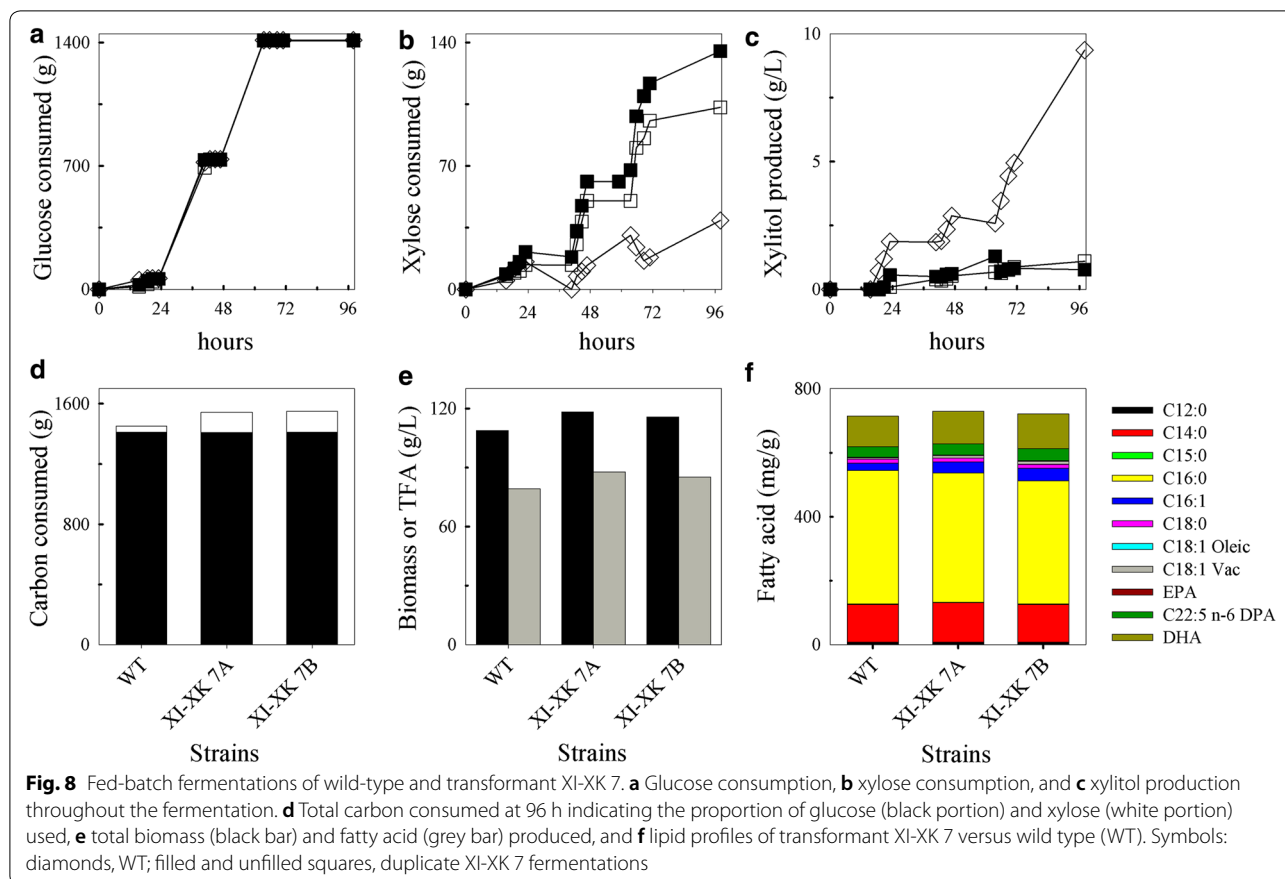 a
1400
700
0
Glucose consumed (g)
0 24 48 72 96
hours
b
140
70
0
Xylose consumed (g)
0 24 48 72 96
hours
c
10
5
0
Xylitol produced (g/L)
0 24 48 72 96
hours
d
1600
800
0
Carbon consumed (g)
WT
XI-XK 7A
XI-XK 7B
Strains
e
120
60
0
Biomass or TFA (g/L)
WT
XI-XK 7A
XI-XK 7B
Strains
f
800
400
0
Fatty acid (mg/g)
WT
XI-XK 7A
XI-XK 7B
Strains
C12:0
C14:0
C15:0
C16:0
C16:1
C18:0
C18:1 Oleic
C18:1 Vac
EPA
C22:5 n-6 DPA
DHA
Fig. 8 Fed-batch fermentations of wild-type and transformant XI-XK 7. a Glucose consumption, b xylose consumption, and c xylitol production
throughout the fermentation. d Total carbon consumed at 96 h indicating the proportion of glucose (black portion) and xylose (white portion)
used, e total biomass (black bar) and fatty acid (grey bar) produced, and f lipid profiles of transformant XI-XK 7 versus wild type (WT). Symbols:
diamonds, WT; filled and unfilled squares, duplicate XI-XK 7 fermentations